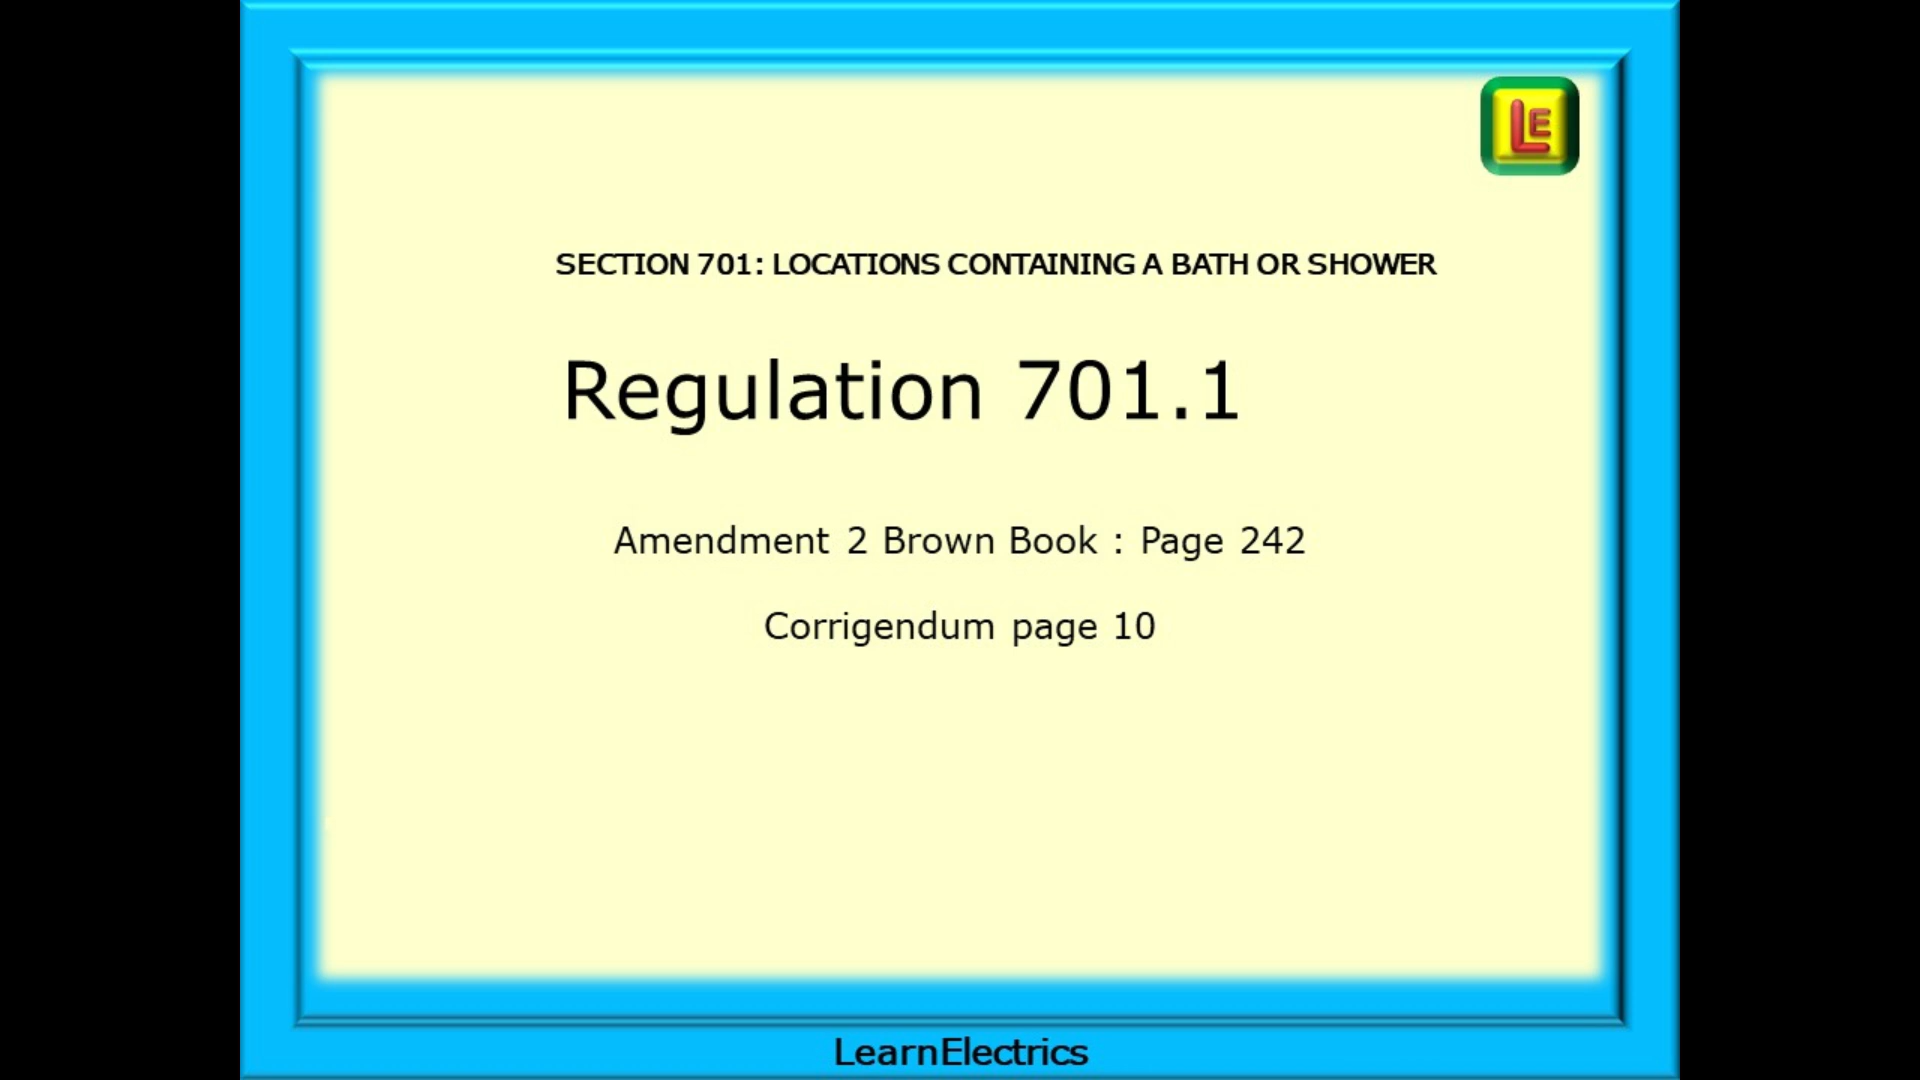 LE
SECTION 701: LOCATIONS CONTAINING A BATH OR SHOWER
Regulation 701.1
Amendment 2 Brown Book : Page 242
Corrigendum page 10
LearnElectrics